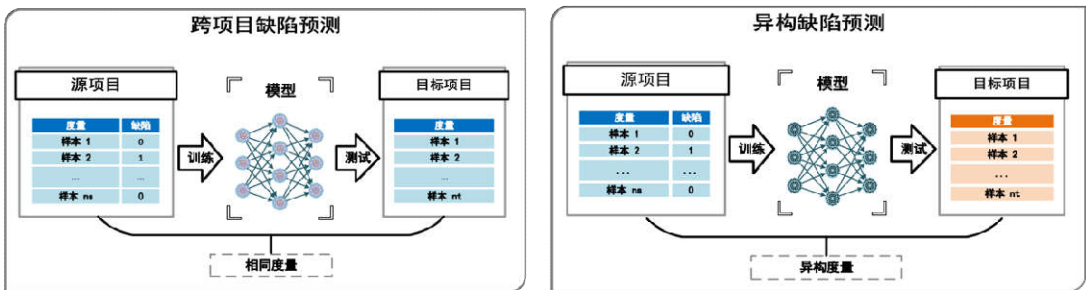 跨项目缺陷预测
源项目
模型
目标项目
度量 缺陷
样本 1 0
样本 2 1
... ...
样本 ns 0
训练
测试
度量
样本 1
样本 2
...
样本 nt
相同度量
异构缺陷预测
源项目
模型
目标项目
度量 缺陷
样本 1 0
样本 2 1
... ...
样本 ns 0
训练
测试
度量
样本 1
样本 2
...
样本 nt
异构度量